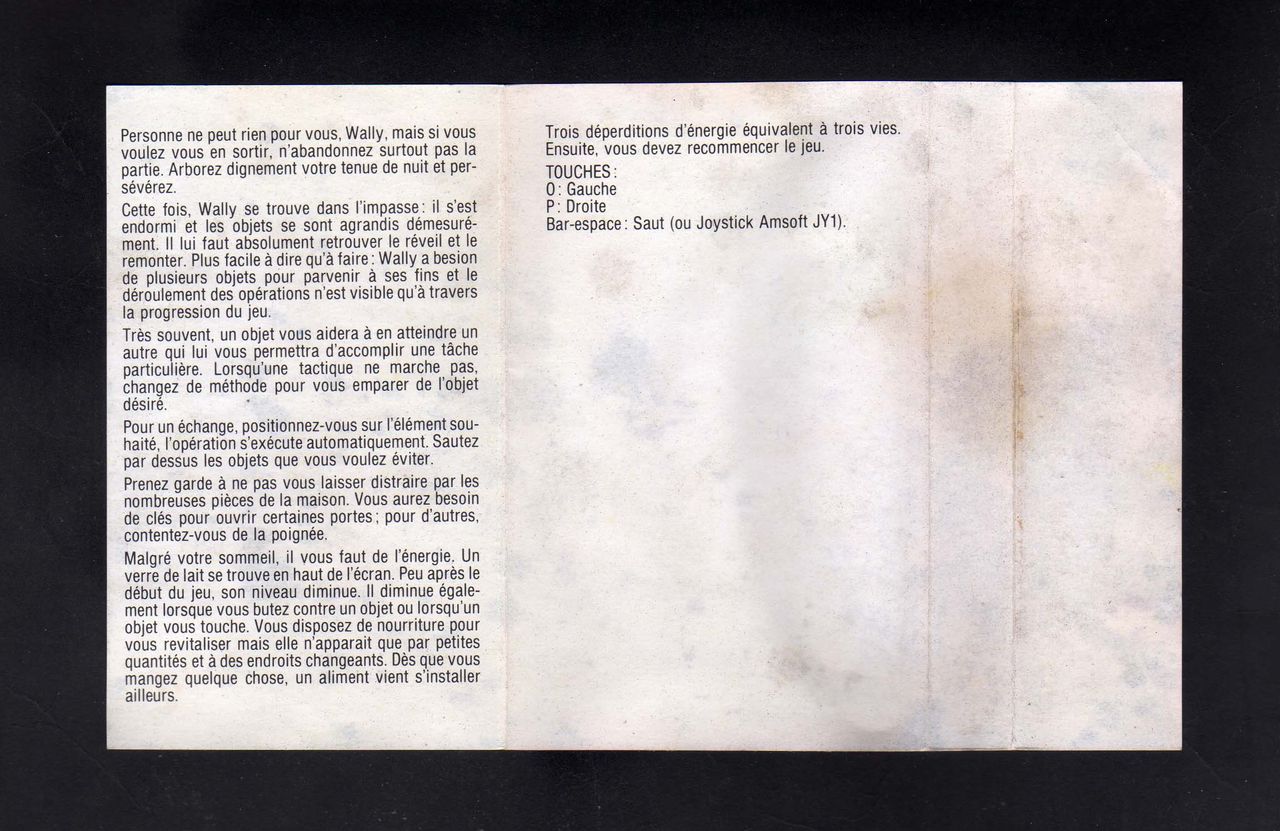 Personne ne peut rien pour vous, Wally, mais si vous
voulez vous en sortir, n'abandonnez surtout pas la
partie. Arborez dignement votre tenue de nuit et per-
sévérez.
Cette fois, Wally se trouve dans l'impasse : il s'est
endormi et les objets se sont agrandis démesuré-
ment. Il lui faut absolument retrouver le réveil et le
remonter. Plus facile à dire qu'à faire : Wally a besion
de plusieurs objets pour parvenir à ses fins et le
déroulement des opérations n'est visible qu'à travers
la progression du jeu.
Très souvent, un objet vous aidera à en atteindre un
autre qui lui vous permettra d'accomplir une tâche
particulière. Lorsqu'une tactique ne marche pas,
changez de méthode pour vous emparer de l'objet
désiré.
Pour un échange, positionnez-vous sur l'élément sou-
haité, l'opération s'exécute automatiquement. Sautez
par dessus les objets que vous voulez éviter.
Prenez garde à ne pas vous laisser distraire par les
nombreuses pièces de la maison. Vous aurez besoin
de clés pour ouvrir certaines portes ; pour d'autres,
contentez-vous de la poignée.
Malgré votre sommeil, il vous faut de l'énergie. Un
verre de lait se trouve en haut de l'écran. Peu après le
début du jeu, son niveau diminue. Il diminue égale-
ment lorsque vous butez contre un objet ou lorsqu'un
objet vous touche. Vous disposez de nourriture pour
vous revitaliser mais elle n'apparait que par petites
quantités et à des endroits changeants. Dès que vous
mangez quelque chose, un aliment vient s'installer
ailleurs.
Trois déperditions d'énergie équivalent à trois vies.
Ensuite, vous devez recommencer le jeu.
TOUCHES :
O : Gauche
P : Droite
Bar-espace : Saut (ou Joystick Amsoft JY1).